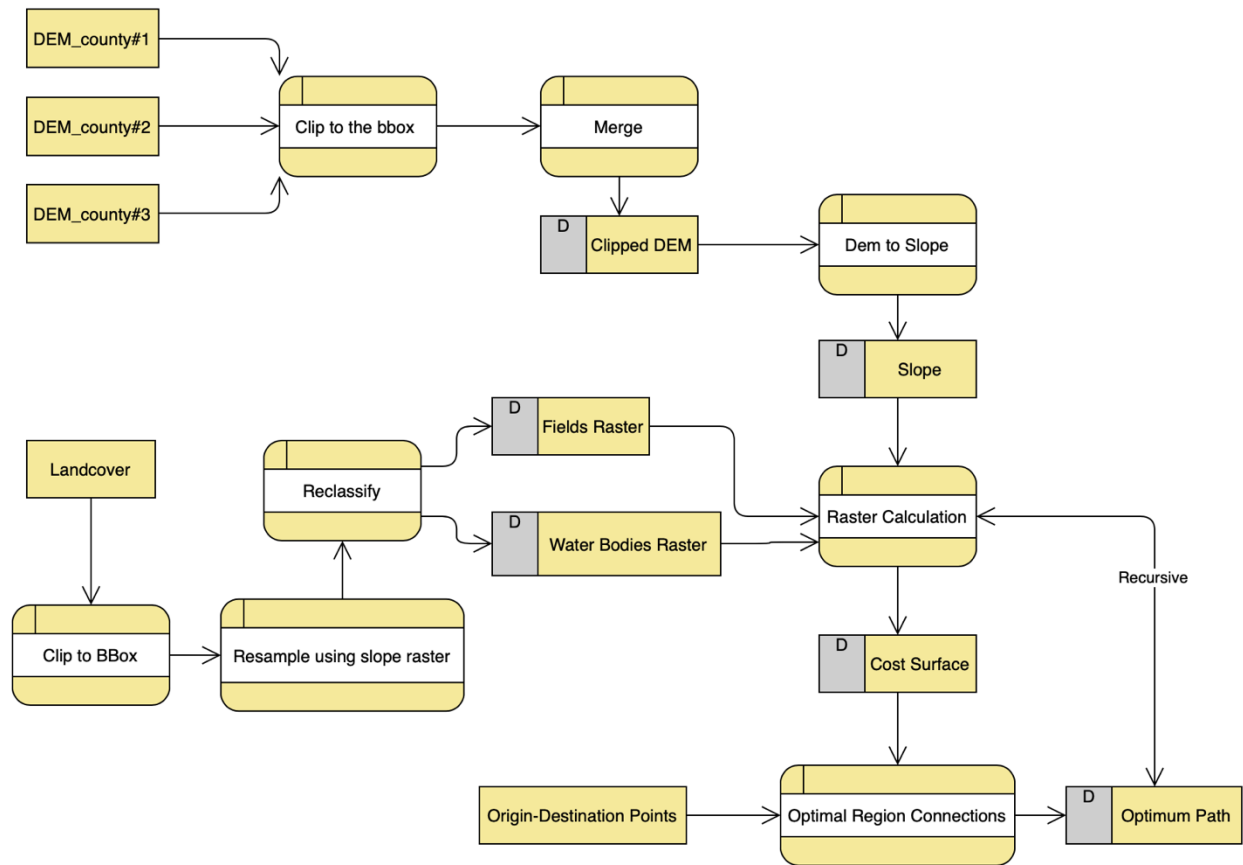 DEM_county#1
DEM_county#2
DEM_county#3
Clip to the bbox
Merge
D
Clipped DEM
Dem to Slope
D
Slope
Landcover
Clip to BBox
Resample using slope raster
Reclassify
D
Fields Raster
D
Water Bodies Raster
Raster Calculation
Recursive
D
Cost Surface
Origin-Destination Points
Optimal Region Connections
D
Optimum Path